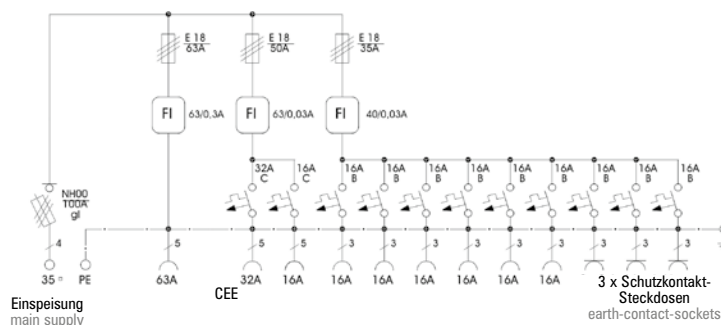 E 18
63A
E 18
50A
E 18
35A
FI
63/0,3A
FI
63/0,03A
FI
40/0,03A
32A
C
16A
C
16A
B
16A
B
16A
B
16A
B
16A
B
16A
B
16A
B
16A
B
16A
B
NH00
100A
gl
4
5
5
5
3
3
3
3
3
3
3
3
3
35
PE
63A
32A
16A
16A
16A
16A
16A
16A
16A
CEE
3 x Schutzkontakt-
Steckdosen
earth-contact-sockets
Einspeisung
main supply